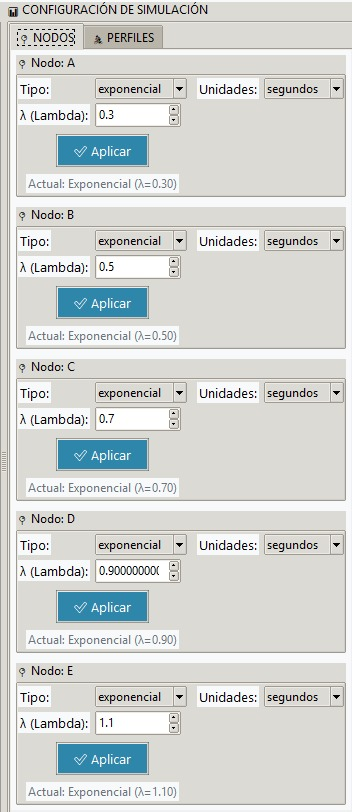 CONFIGURACIÓN DE SIMULACIÓN
NODOS PERFILES
Nodo: A
Tipo: exponencial Unidades: segundos
λ (Lambda): 0.3
Aplicar
Actual: Exponencial (λ=0.30)
Nodo: B
Tipo: exponencial Unidades: segundos
λ (Lambda): 0.5
Aplicar
Actual: Exponencial (λ=0.50)
Nodo: C
Tipo: exponencial Unidades: segundos
λ (Lambda): 0.7
Aplicar
Actual: Exponencial (λ=0.70)
Nodo: D
Tipo: exponencial Unidades: segundos
λ (Lambda): 0.90000000(
Aplicar
Actual: Exponencial (λ=0.90)
Nodo: E
Tipo: exponencial Unidades: segundos
λ (Lambda): 1.1
Aplicar
Actual: Exponencial (λ=1.10)